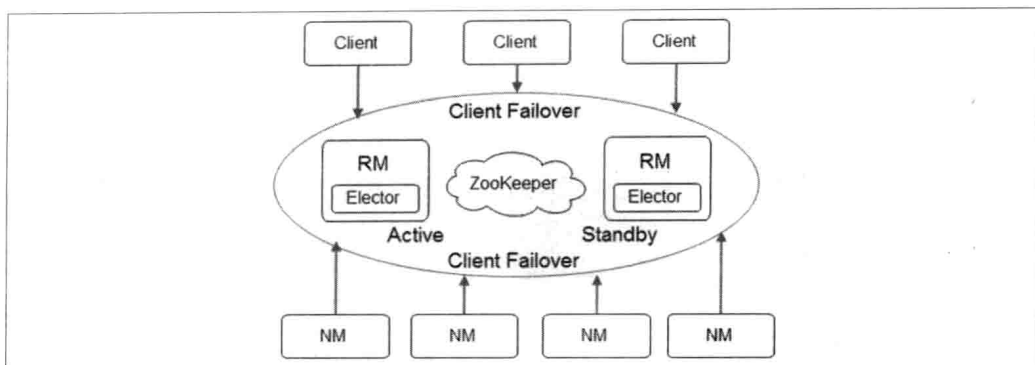 Client Client Client
Client Failover
RM RM
ZooKeeper
Elector Elector
Active Standby
Client Failover
NM NM NM NM